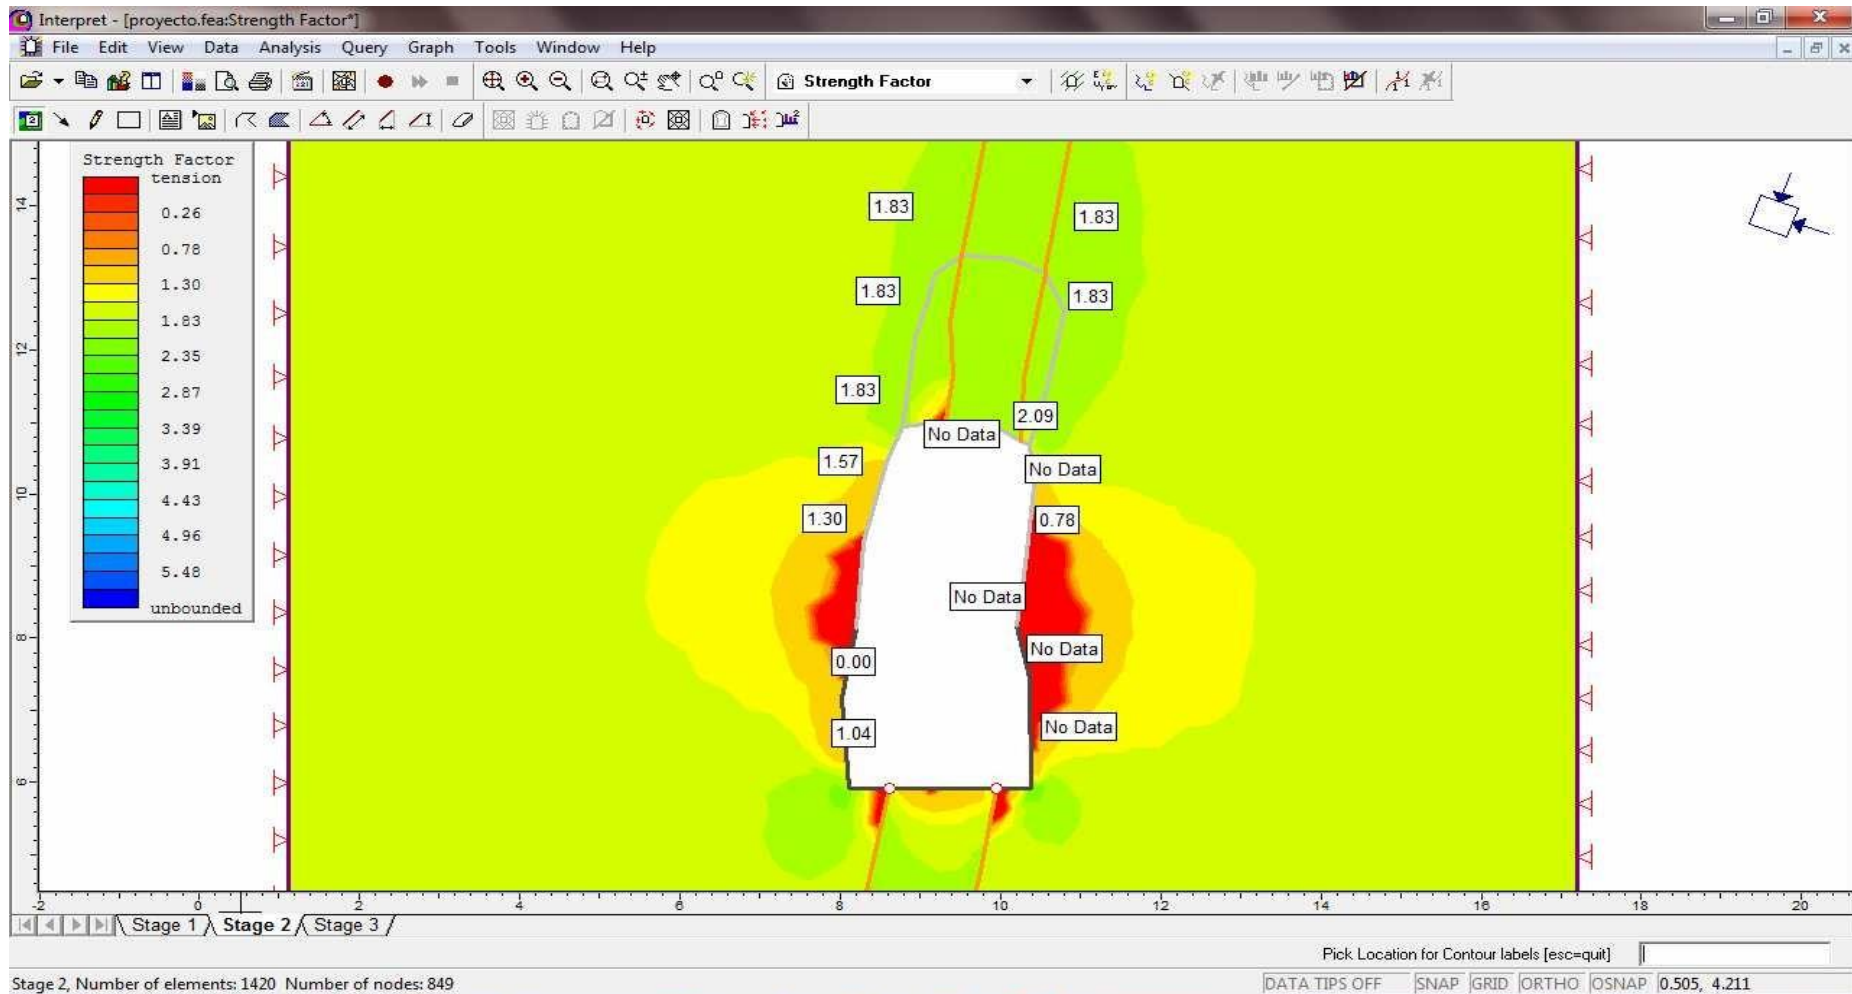 Interpret - [proyecto.fea:Strength Factor*]
File Edit View Data Analysis Query Graph Tools Window Help
Strength Factor
Strength Factor
tension
0.26
0.78
1.30
1.83
2.35
2.87
3.39
3.91
4.43
4.96
5.48
unbounded
14
12
10
8
6
1.83
1.83
1.83
1.83
1.83
2.09
No Data
1.57
No Data
1.30
0.78
No Data
No Data
0.00
No Data
1.04
-2 0 2 4 6 8 10 12 14 16 18 20
Stage 1 Stage 2 Stage 3
Pick Location for Contour labels [esc=quit]
Stage 2, Number of elements: 1420 Number of nodes: 849
DATA TIPS OFF SNAP GRID ORTHO OSNAP 0.505, 4.211